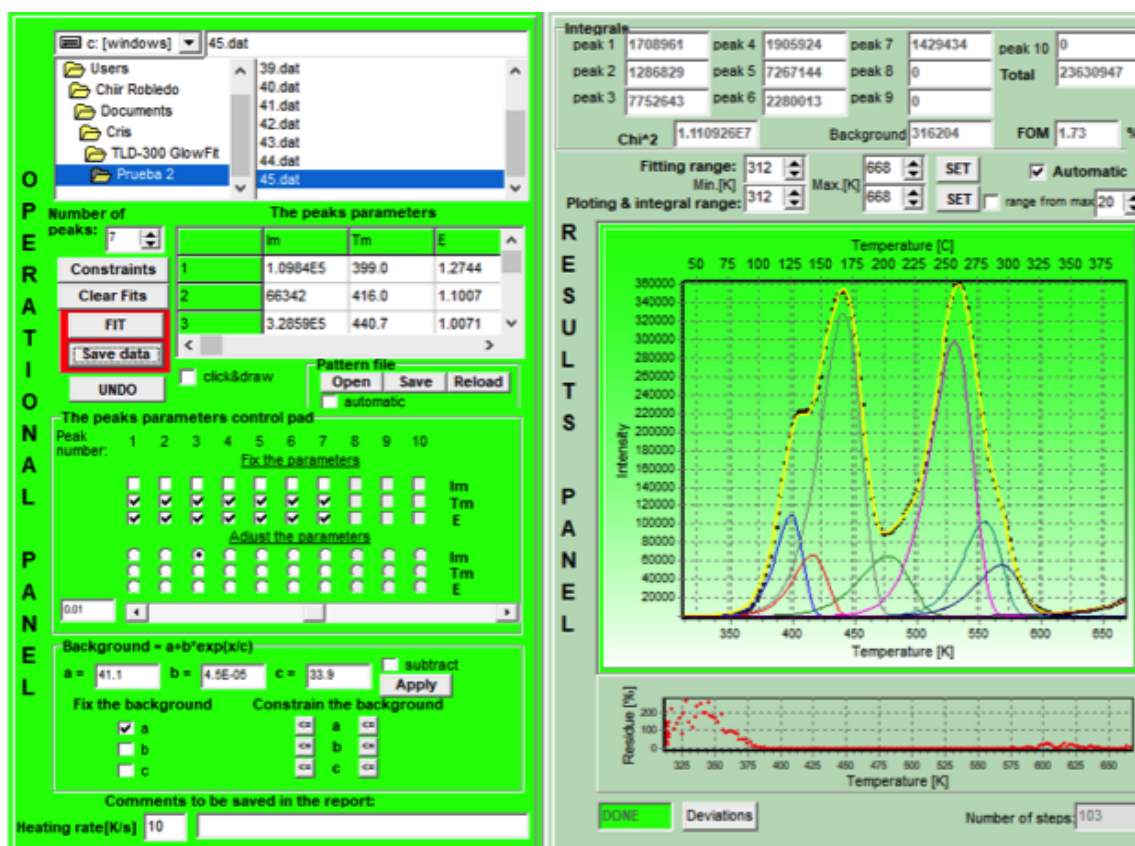 c: [windows] 45.dat
Users
Chiir Robledo
Documents
Cris
TLD-300 GlowFit
Prueba 2
39.dat
40.dat
41.dat
42.dat
43.dat
44.dat
45.dat
OPERATIONAL PANEL
Number of peaks: 7
Constraints
Clear Fits
FIT
Save data
UNDO
The peaks parameters
Im Tm E
1 1.0984E5 399.0 1.2744
2 66342 416.0 1.1007
3 3.2859E5 440.7 1.0071
click&draw
Pattern file
Open Save Reload
automatic
The peaks parameters control pad
Peak number: 1 2 3 4 5 6 7 8 9 10
Fix the parameters
Im
Tm
E
Adjust the parameters
Im
Tm
E
0.01
Background = a+b*exp(x/c)
a = 41.1 b = 4.5E-05 c = 33.9
subtract
Apply
Fix the background Constrain the background
a <= a <=
b <= b <=
c <= c <=
Comments to be saved in the report:
Heating rate[K/s] 10
Integrals
peak 1 1708961 peak 4 1905924 peak 7 1429434 peak 10 0
peak 2 1286829 peak 5 7267144 peak 8 0 Total 23630947
peak 3 7752643 peak 6 2280013 peak 9 0
Chi^2 1.110926E7 Background 316204 FOM 1.73 %
Fitting range: 312 668 SET Automatic
Min.[K] Max.[K]
Ploting & integral range: 312 668 SET range from max 20
RESULTS PANEL
Temperature [C]
50 75 100 125 150 175 200 225 250 275 300 325 350 375
Intensity
360000
340000
320000
300000
280000
260000
240000
220000
200000
180000
160000
140000
120000
100000
80000
60000
40000
20000
350 400 450 500 550 600 650
Temperature [K]
Residue [%]
200
100
0
325 350 375 400 425 450 475 500 525 550 575 600 625 650
Temperature [K]
DONE Deviations Number of steps: 103